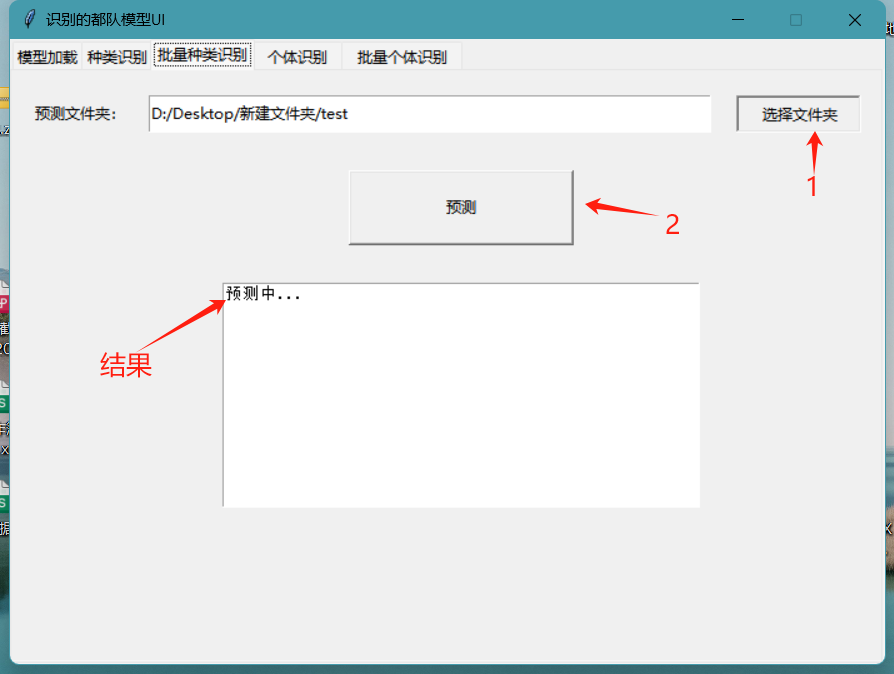 识别的都队模型UI
模型加载 种类识别 批量种类识别 个体识别 批量个体识别
预测文件夹： D:/Desktop/新建文件夹/test 选择文件夹
1
预测
2
预测中...
结果